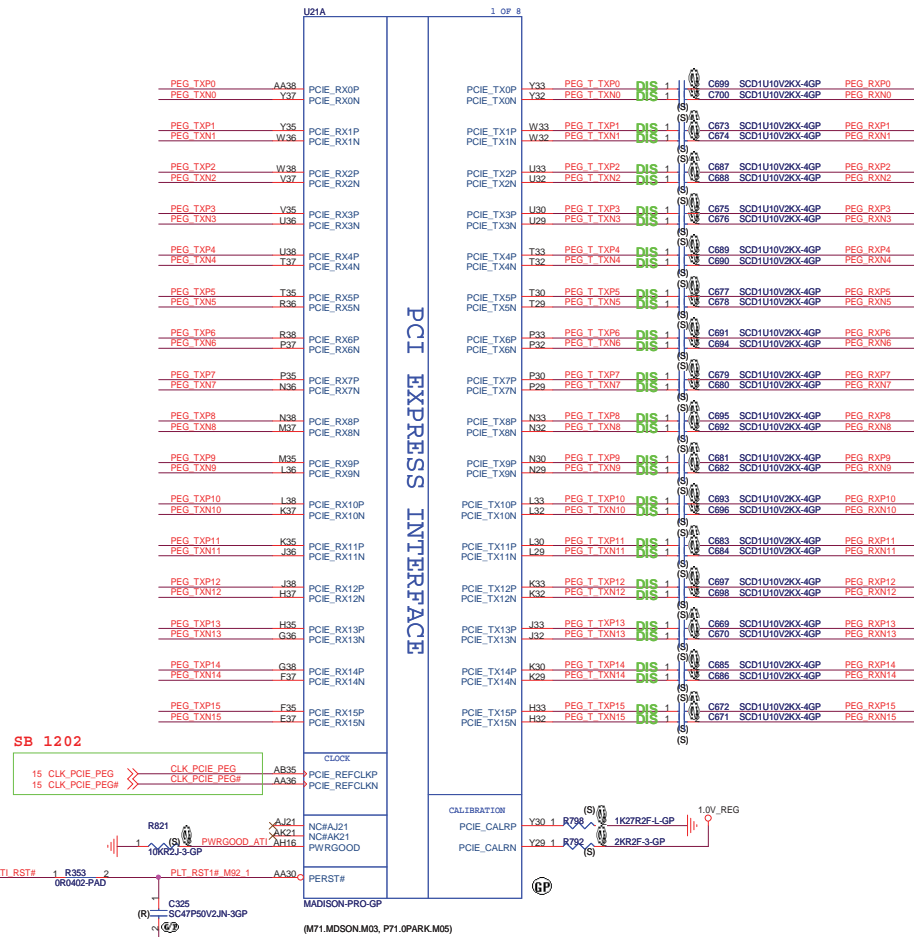 U21A 1 OF 8
PEG_TXP0 AA38 PCIE_RX0P PCIE_TX0P Y33 PEG_T_TXP0 DIS 1 C699 SCD1U10V2KX-4GP PEG_RXP0
PEG_TXN0 Y37 PCIE_RX0N PCIE_TX0N Y32 PEG_T_TXN0 DIS 1 C700 SCD1U10V2KX-4GP PEG_RXN0
(S)
(S)
PEG_TXP1 Y35 PCIE_RX1P PCIE_TX1P W33 PEG_T_TXP1 DIS 1 C673 SCD1U10V2KX-4GP PEG_RXP1
PEG_TXN1 W36 PCIE_RX1N PCIE_TX1N W32 PEG_T_TXN1 DIS 1 C674 SCD1U10V2KX-4GP PEG_RXN1
(S)
(S)
PEG_TXP2 W38 PCIE_RX2P PCIE_TX2P U33 PEG_T_TXP2 DIS 1 C687 SCD1U10V2KX-4GP PEG_RXP2
PEG_TXN2 V37 PCIE_RX2N PCIE_TX2N U32 PEG_T_TXN2 DIS 1 C688 SCD1U10V2KX-4GP PEG_RXN2
(S)
(S)
PEG_TXP3 V35 PCIE_RX3P PCIE_TX3P U30 PEG_T_TXP3 DIS 1 C675 SCD1U10V2KX-4GP PEG_RXP3
PEG_TXN3 U36 PCIE_RX3N PCIE_TX3N U29 PEG_T_TXN3 DIS 1 C676 SCD1U10V2KX-4GP PEG_RXN3
(S)
(S)
PEG_TXP4 U38 PCIE_RX4P PCIE_TX4P T33 PEG_T_TXP4 DIS 1 C689 SCD1U10V2KX-4GP PEG_RXP4
PEG_TXN4 T37 PCIE_RX4N PCIE_TX4N T32 PEG_T_TXN4 DIS 1 C690 SCD1U10V2KX-4GP PEG_RXN4
(S)
(S)
PEG_TXP5 T35 PCIE_RX5P PCIE_TX5P T30 PEG_T_TXP5 DIS 1 C677 SCD1U10V2KX-4GP PEG_RXP5
PEG_TXN5 R36 PCIE_RX5N PCIE_TX5N T29 PEG_T_TXN5 DIS 1 C678 SCD1U10V2KX-4GP PEG_RXN5
(S)
(S)
PEG_TXP6 R38 PCIE_RX6P PCIE_TX6P P33 PEG_T_TXP6 DIS 1 C691 SCD1U10V2KX-4GP PEG_RXP6
PEG_TXN6 P37 PCIE_RX6N PCIE_TX6N P32 PEG_T_TXN6 DIS 1 C694 SCD1U10V2KX-4GP PEG_RXN6
(S)
(S)
PEG_TXP7 P35 PCIE_RX7P PCIE_TX7P P30 PEG_T_TXP7 DIS 1 C679 SCD1U10V2KX-4GP PEG_RXP7
PEG_TXN7 N36 PCIE_RX7N PCIE_TX7N P29 PEG_T_TXN7 DIS 1 C680 SCD1U10V2KX-4GP PEG_RXN7
(S)
(S)
PEG_TXP8 N38 PCIE_RX8P PCIE_TX8P N33 PEG_T_TXP8 DIS 1 C695 SCD1U10V2KX-4GP PEG_RXP8
PEG_TXN8 M37 PCIE_RX8N PCIE_TX8N N32 PEG_T_TXN8 DIS 1 C692 SCD1U10V2KX-4GP PEG_RXN8
(S)
(S)
PEG_TXP9 M35 PCIE_RX9P PCIE_TX9P N30 PEG_T_TXP9 DIS 1 C681 SCD1U10V2KX-4GP PEG_RXP9
PEG_TXN9 L36 PCIE_RX9N PCIE_TX9N N29 PEG_T_TXN9 DIS 1 C682 SCD1U10V2KX-4GP PEG_RXN9
(S)
(S)
PEG_TXP10 L38 PCIE_RX10P PCIE_TX10P L33 PEG_T_TXP10 DIS 1 C693 SCD1U10V2KX-4GP PEG_RXP10
PEG_TXN10 K37 PCIE_RX10N PCIE_TX10N L32 PEG_T_TXN10 DIS 1 C696 SCD1U10V2KX-4GP PEG_RXN10
(S)
(S)
PEG_TXP11 K35 PCIE_RX11P PCIE_TX11P L30 PEG_T_TXP11 DIS 1 C683 SCD1U10V2KX-4GP PEG_RXP11
PEG_TXN11 J36 PCIE_RX11N PCIE_TX11N L29 PEG_T_TXN11 DIS 1 C684 SCD1U10V2KX-4GP PEG_RXN11
(S)
(S)
PEG_TXP12 J38 PCIE_RX12P PCIE_TX12P K33 PEG_T_TXP12 DIS 1 C697 SCD1U10V2KX-4GP PEG_RXP12
PEG_TXN12 H37 PCIE_RX12N PCIE_TX12N K32 PEG_T_TXN12 DIS 1 C698 SCD1U10V2KX-4GP PEG_RXN12
(S)
(S)
PEG_TXP13 H35 PCIE_RX13P PCIE_TX13P J33 PEG_T_TXP13 DIS 1 C669 SCD1U10V2KX-4GP PEG_RXP13
PEG_TXN13 G36 PCIE_RX13N PCIE_TX13N J32 PEG_T_TXN13 DIS 1 C670 SCD1U10V2KX-4GP PEG_RXN13
(S)
(S)
PEG_TXP14 G38 PCIE_RX14P PCIE_TX14P K30 PEG_T_TXP14 DIS 1 C685 SCD1U10V2KX-4GP PEG_RXP14
PEG_TXN14 F37 PCIE_RX14N PCIE_TX14N K29 PEG_T_TXN14 DIS 1 C686 SCD1U10V2KX-4GP PEG_RXN14
(S)
(S)
PEG_TXP15 F35 PCIE_RX15P PCIE_TX15P H33 PEG_T_TXP15 DIS 1 C672 SCD1U10V2KX-4GP PEG_RXP15
PEG_TXN15 E37 PCIE_RX15N PCIE_TX15N H32 PEG_T_TXN15 DIS 1 C671 SCD1U10V2KX-4GP PEG_RXN15
(S)
(S)
PCI EXPRESS INTERFACE
SB 1202
CLOCK
15 CLK_PCIE_PEG CLK_PCIE_PEG AB35 PCIE_REFCLKP
15 CLK_PCIE_PEG# CLK_PCIE_PEG# AA36 PCIE_REFCLKN
CALIBRATION
1.0V_REG
AJ21 NC#AJ21
AK21 NC#AK21
R821 1 (S) 10KR2J-3-GP PWRGOOD_ATI AH16 PWRGOOD
PCIE_CALRP Y30 1 R798 (S) 1K27R2F-L-GP
PCIE_CALRN Y29 1 R792 (S) 2KR2F-3-GP
TI_RST# 1 R353 2 0R0402-PAD PLT_RST1#_M92_1 AA30 PERST#
GP
MADISON-PRO-GP
1 C325
(R) SC47P50V2JN-3GP
2
(M71.MDSON.M03, P71.0PARK.M05)